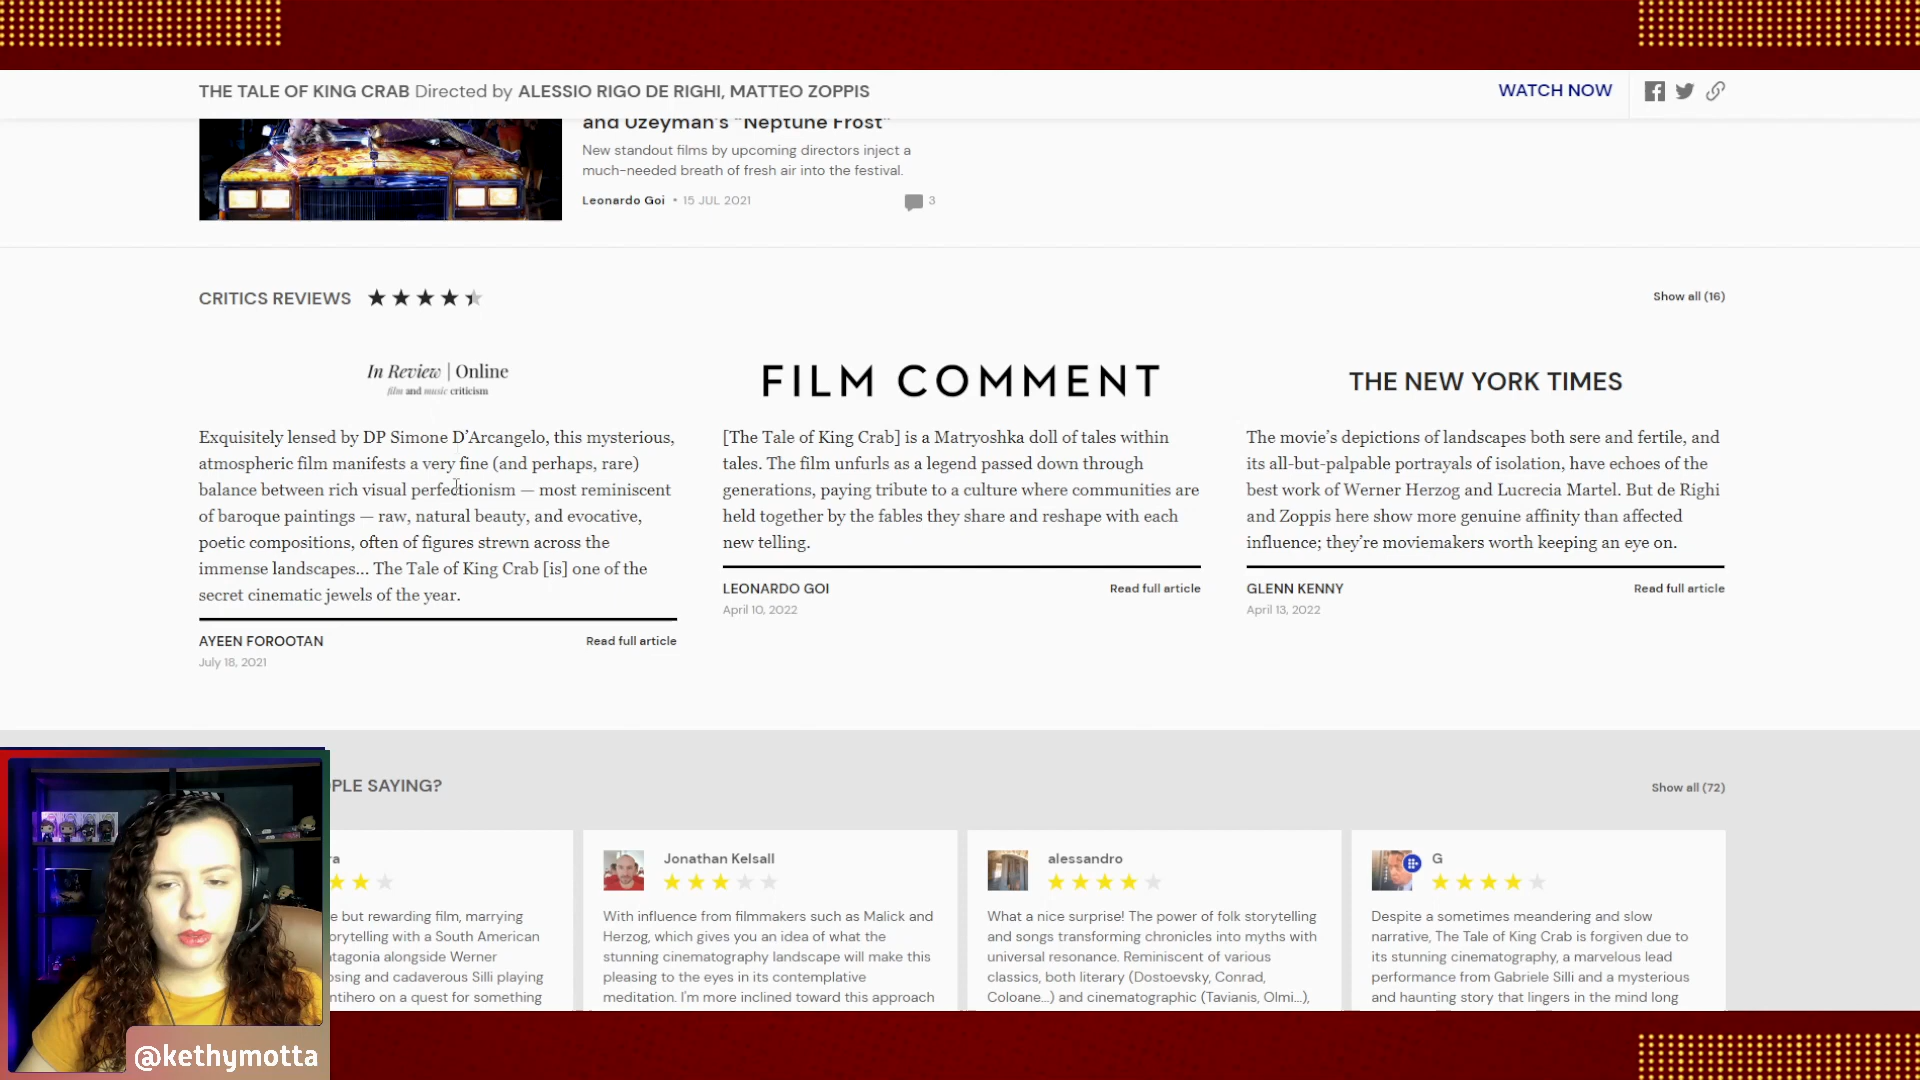 THE TALE OF KING CRAB Directed by ALESSIO RIGO DE RIGHI, MATTEO ZOPPIS
WATCH NOW
and Uzeyman's "Neptune Frost"
New standout films by upcoming directors inject a
much-needed breath of fresh air into the festival.
Leonardo Goi • 15 JUL 2021
3
CRITICS REVIEWS
Show all (16)
In Review | Online
film and music criticism
Exquisitely lensed by DP Simone D’Arcangelo, this mysterious,
atmospheric film manifests a very fine (and perhaps, rare)
balance between rich visual perfectionism — most reminiscent
of baroque paintings — raw, natural beauty, and evocative,
poetic compositions, often of figures strewn across the
immense landscapes... The Tale of King Crab [is] one of the
secret cinematic jewels of the year.
AYEEN FOROOTAN
Read full article
July 18, 2021
FILM COMMENT
[The Tale of King Crab] is a Matryoshka doll of tales within
tales. The film unfurls as a legend passed down through
generations, paying tribute to a culture where communities are
held together by the fables they share and reshape with each
new telling.
LEONARDO GOI
Read full article
April 10, 2022
THE NEW YORK TIMES
The movie’s depictions of landscapes both sere and fertile, and
its all-but-palpable portrayals of isolation, have echoes of the
best work of Werner Herzog and Lucrecia Martel. But de Righi
and Zoppis here show more genuine affinity than affected
influence; they’re moviemakers worth keeping an eye on.
GLENN KENNY
Read full article
April 13, 2022
PLE SAYING?
Show all (72)
ra
e but rewarding film, marrying
orytelling with a South American
tagonia alongside Werner
osing and cadaverous Silli playing
ntihero on a quest for something
Jonathan Kelsall
With influence from filmmakers such as Malick and
Herzog, which gives you an idea of what the
stunning cinematography landscape will make this
pleasing to the eyes in its contemplative
meditation. I'm more inclined toward this approach
alessandro
What a nice surprise! The power of folk storytelling
and songs transforming chronicles into myths with
universal resonance. Reminiscent of various
classics, both literary (Dostoevsky, Conrad,
Coloane...) and cinematographic (Tavianis, Olmi...),
G
Despite a sometimes meandering and slow
narrative, The Tale of King Crab is forgiven due to
its stunning cinematography, a marvelous lead
performance from Gabriele Silli and a mysterious
and haunting story that lingers in the mind long
@kethymotta